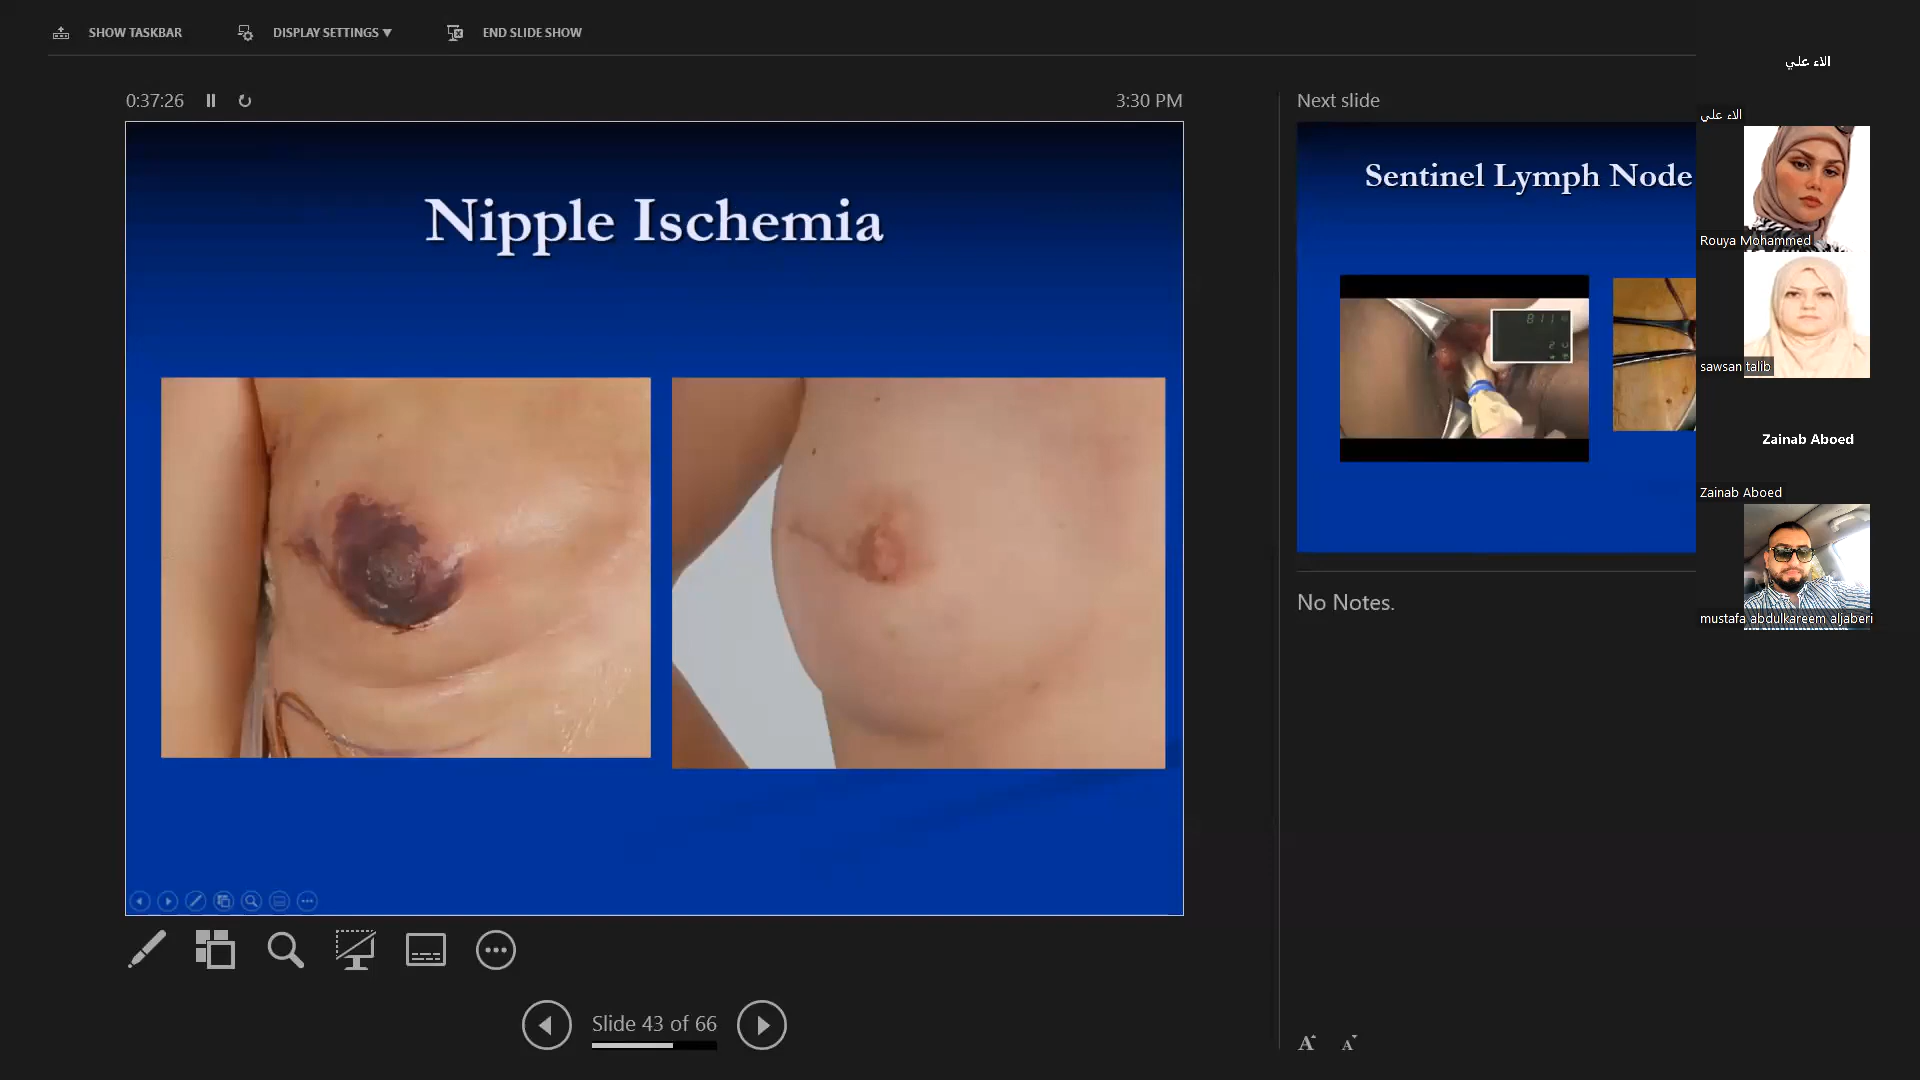 SHOW TASKBAR
DISPLAY SETTINGS ▼
END SLIDE SHOW
0:37:26
3:30 PM
Nipple Ischemia
Slide 43 of 66
Next slide
Sentinel Lymph Node
811
No Notes.
A A
الاء علي
الاء علي
Rouya Mohammed
sawsan talib
Zainab Aboed
Zainab Aboed
mustafa abdulkareem aljaberi